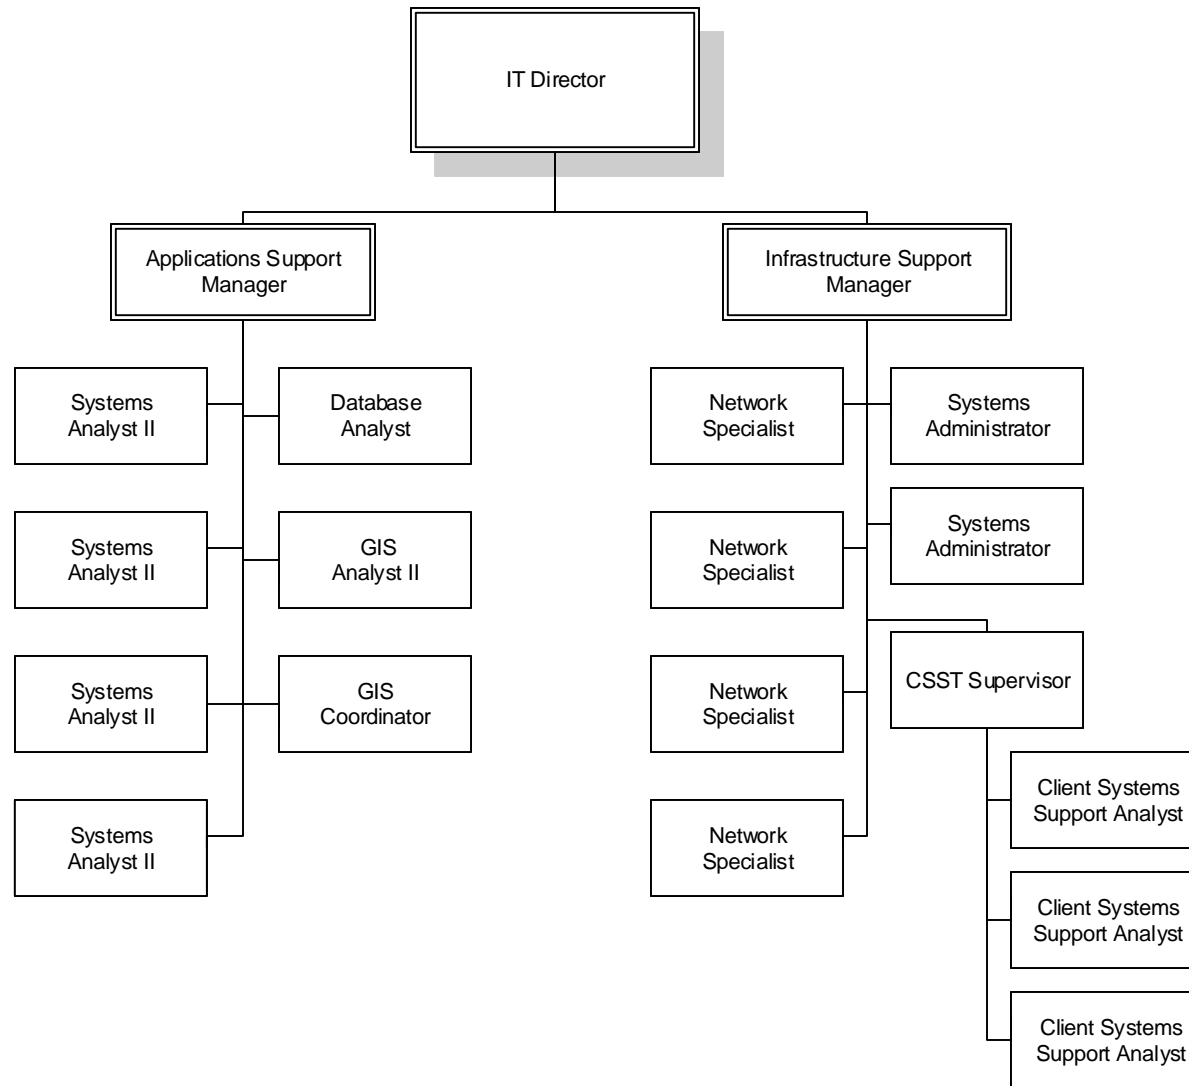 IT Director
Applications Support
Manager
Infrastructure Support
Manager
Systems
Analyst II
Database
Analyst
Network
Specialist
Systems
Administrator
Systems
Analyst II
GIS
Analyst II
Network
Specialist
Systems
Administrator
Systems
Analyst II
GIS
Coordinator
Network
Specialist
CSST Supervisor
Systems
Analyst II
Network
Specialist
Client Systems
Support Analyst
Client Systems
Support Analyst
Client Systems
Support Analyst